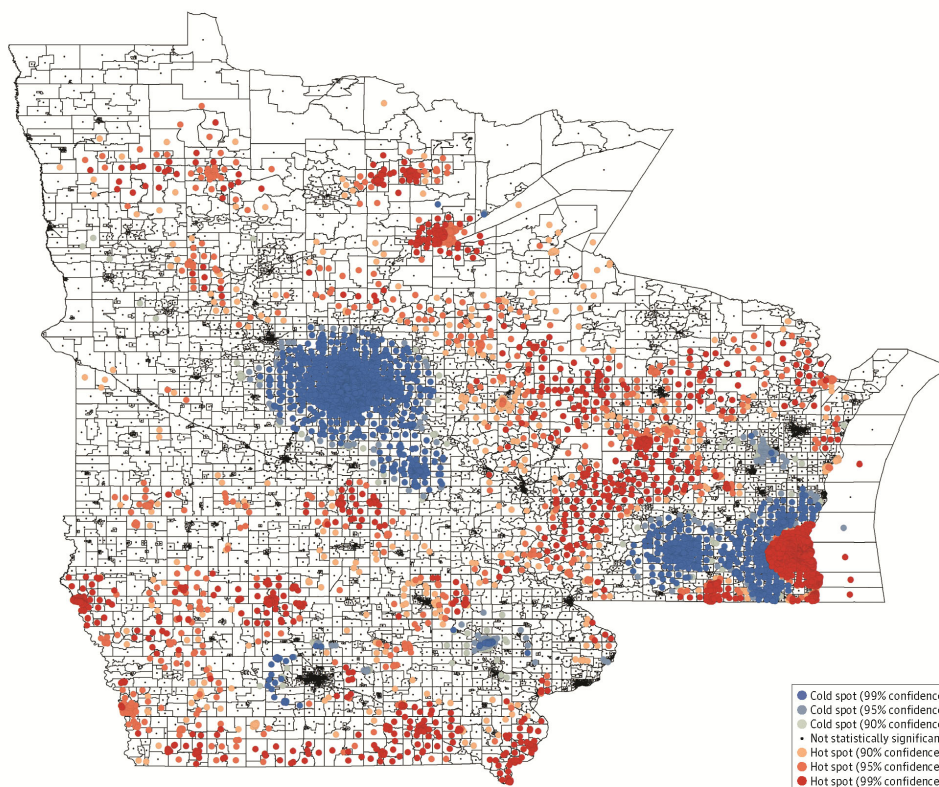 Cold spot (99% confidence
Cold spot (95% confidence
Cold spot (90% confidence
Not statistically significan
Hot spot (90% confidence
Hot spot (95% confidence
Hot spot (99% confidence